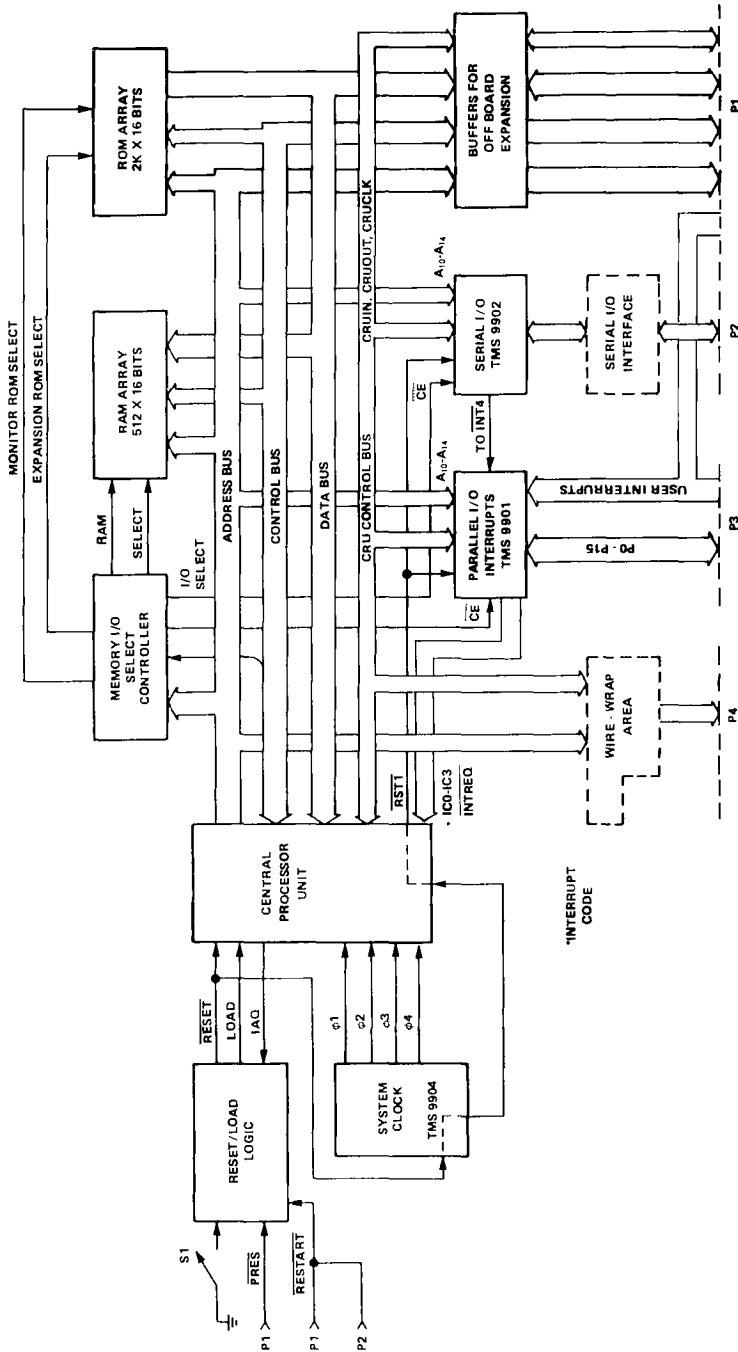 MONITOR ROM SELECT
EXPANSION ROM SELECT
MEMORY I/O
SELECT
CONTROLLER
RAM
SELECT
RAM ARRAY
512 X 16 BITS
ROM ARRAY
2K X 16 BITS
I/O
SELECT
ADDRESS BUS
CONTROL BUS
DATA BUS
CRU CONTROL BUS
CRUIN, CRUOUT, CRUCLK
S1
P1
PRES
P1
RESTART
P2
RESET/LOAD
LOGIC
RESET
LOAD
IAQ
SYSTEM
CLOCK
TMS 9904
φ1
φ2
φ3
φ4
CENTRAL
PROCESSOR
UNIT
RST1
* IC0-IC3
INTREQ
CE
A10-A14
PARALLEL I/O
INTERRUPTS
TMS 9901
TO INT4
CE
A10-A14
SERIAL I/O
TMS 9902
BUFFERS FOR
OFF BOARD
EXPANSION
WIRE-WRAP
AREA
P0 - P15
USER INTERRUPTS
SERIAL I/O
INTERFACE
*INTERRUPT
CODE
P4
P3
P2
P1